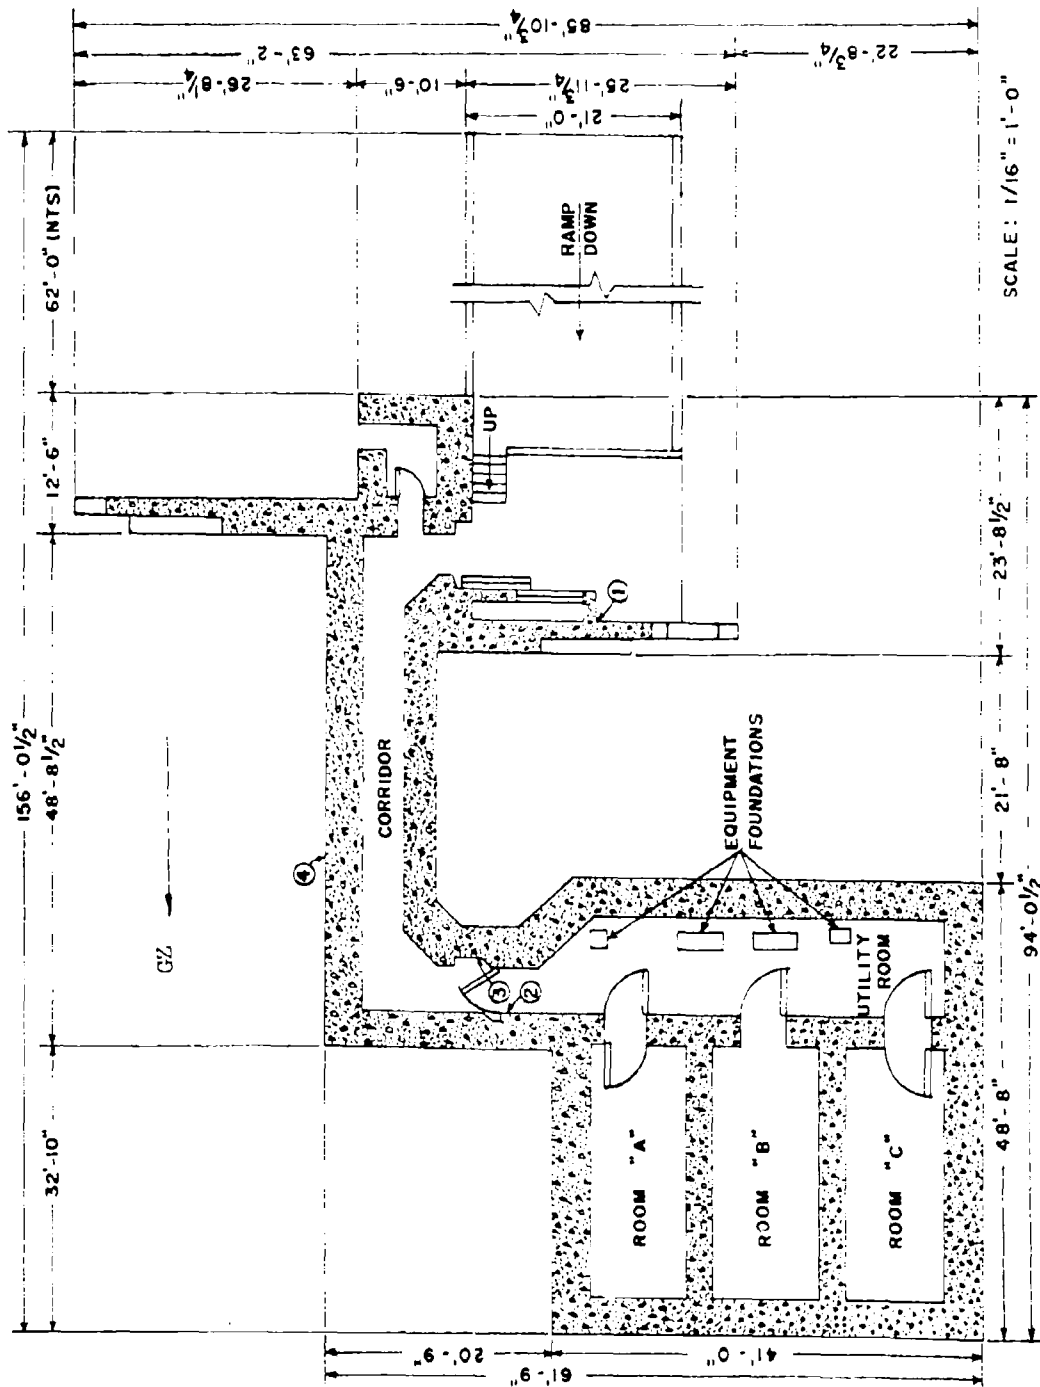 156'-0½"
32'-10"
48'-8½"
12'-6"
62'-0" (NTS)
GZ
④
CORRIDOR
UP
RAMP
DOWN
①
②
③
EQUIPMENT
FOUNDATIONS
UTILITY
ROOM
ROOM "A"
ROOM "B"
ROOM "C"
20'-9"
61'-9"
41'-0"
26'-8¼"
10'-6"
25'-11¾"
21'-0"
63'-2"
22'-8¾"
85'-10¾"
48'-8"
21'-8"
23'-8½"
94'-0½"
SCALE: 1/16" = 1'-0"